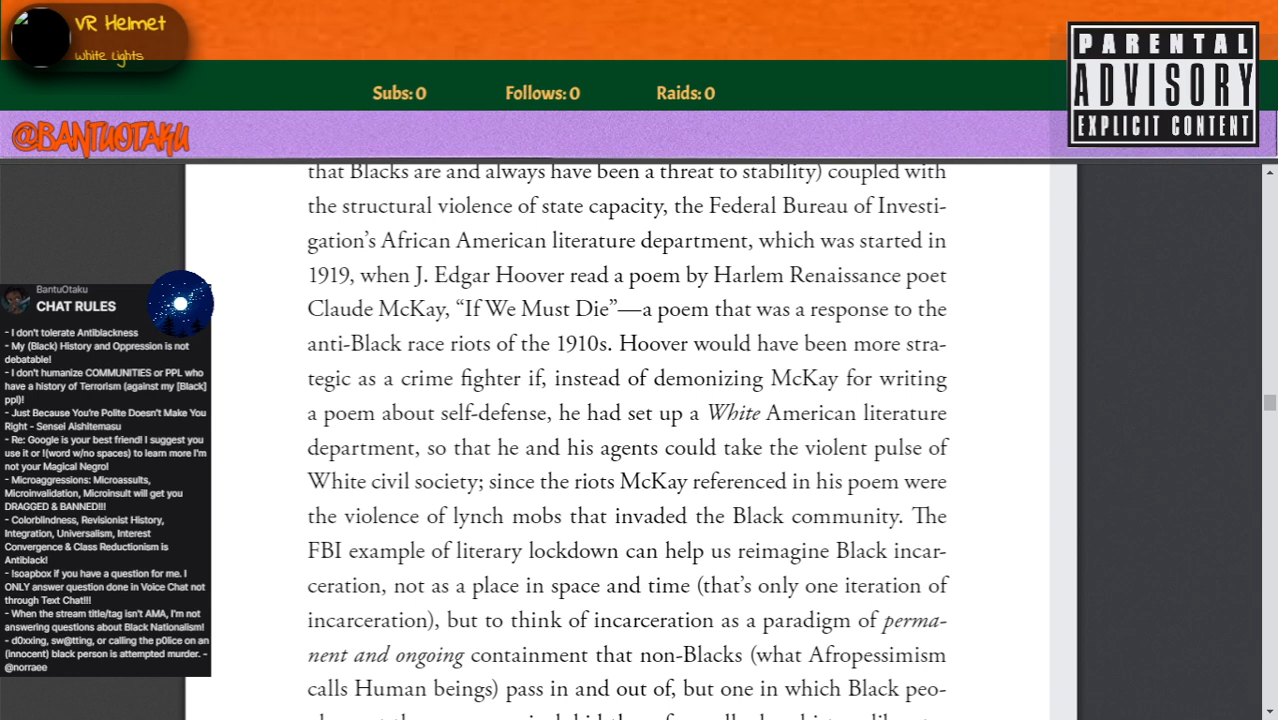 VR Helmet
White Lights
PARENTAL
ADVISORY
EXPLICIT CONTENT
Subs: 0 Follows: 0 Raids: 0
@BANTUOTAKU
that Blacks are and always have been a threat to stability) coupled with
the structural violence of state capacity, the Federal Bureau of Investi-
gation’s African American literature department, which was started in
1919, when J. Edgar Hoover read a poem by Harlem Renaissance poet
Claude McKay, “If We Must Die”—a poem that was a response to the
anti-Black race riots of the 1910s. Hoover would have been more stra-
tegic as a crime fighter if, instead of demonizing McKay for writing
a poem about self-defense, he had set up a White American literature
department, so that he and his agents could take the violent pulse of
White civil society; since the riots McKay referenced in his poem were
the violence of lynch mobs that invaded the Black community. The
FBI example of literary lockdown can help us reimagine Black incar-
ceration, not as a place in space and time (that’s only one iteration of
incarceration), but to think of incarceration as a paradigm of perma-
nent and ongoing containment that non-Blacks (what Afropessimism
calls Human beings) pass in and out of, but one in which Black peo-
BantuOtaku
CHAT RULES
- I don't tolerate Antiblackness
- My (Black) History and Oppression is not
debatable!
- I don't humanize COMMUNITIES or PPL who
have a history of Terrorism (against my [Black]
ppl)!
- Just Because You're Polite Doesn't Make You
Right - Sensei Aishitemasu
- Re: Google is your best friend! I suggest you
use it or !(word w/no spaces) to learn more I'm
not your Magical Negro!
- Microaggressions: Microassults,
Microinvalidation, Microinsult will get you
DRAGGED & BANNED!!!
- Colorblindness, Revisionist History,
Integration, Universalism, Interest
Convergence & Class Reductionism is
Antiblack!
- !soapbox if you have a question for me. I
ONLY answer question done in Voice Chat not
through Text Chat!!!
- When the stream title/tag isn't AMA, I'm not
answering questions about Black Nationalism!
- d0xxing, sw@tting, or calling the p0lice on an
(innocent) black person is attempted murder. -
@norraee